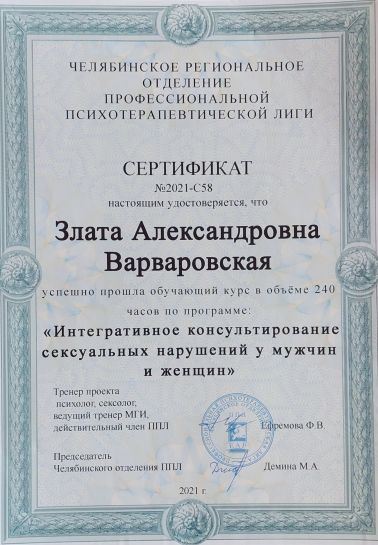 ЧЕЛЯБИНСКОЕ РЕГИОНАЛЬНОЕ
ОТДЕЛЕНИЕ
ПРОФЕССИОНАЛЬНОЙ
ПСИХОТЕРАПЕВТИЧЕСКОЙ ЛИГИ
СЕРТИФИКАТ
№2021-С58
настоящим удостоверяется, что
Злата Александровна
Варваровская
успешно прошла обучающий курс в объёме 240
часов по программе:
«Интегративное консультирование
сексуальных нарушений у мужчин
и женщин»
Тренер проекта
психолог, сексолог,
ведущий тренер МГИ,
действительный член ППЛ
Ефремова Ф.В.
Председатель
Челябинского отделения ППЛ
Демина М.А.
2021 г.